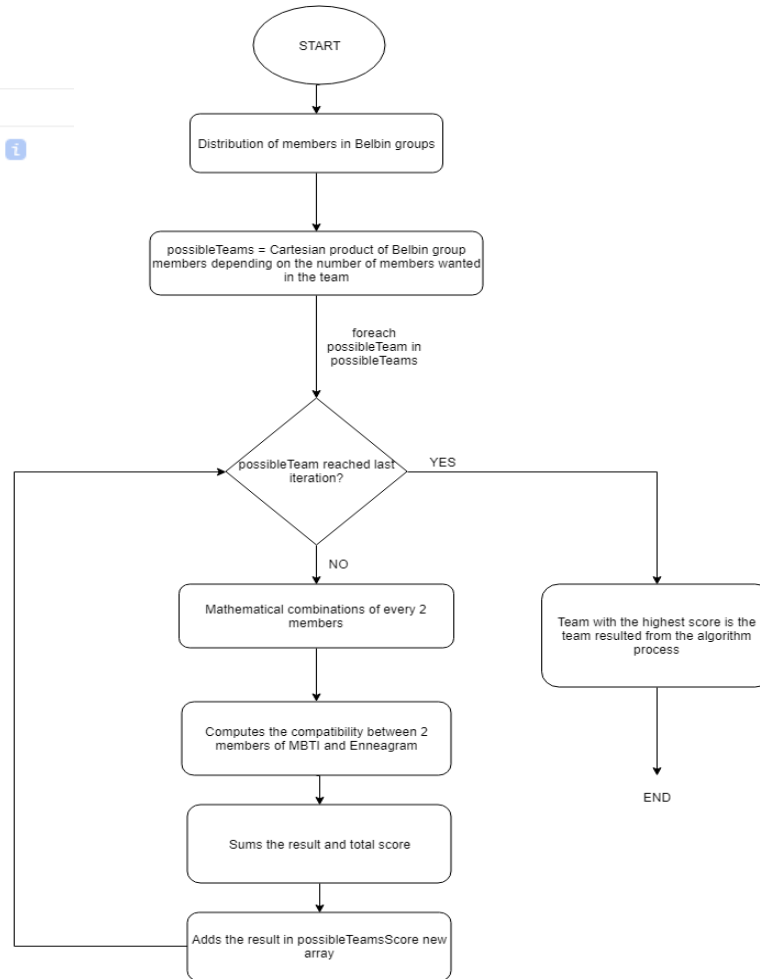 START
i
Distribution of members in Belbin groups
possibleTeams = Cartesian product of Belbin group
members depending on the number of members wanted
in the team
foreach
possibleTeam in
possibleTeams
possibleTeam reached last
iteration?
YES
NO
Mathematical combinations of every 2
members
Team with the highest score is the
team resulted from the algorithm
process
Computes the compatibility between 2
members of MBTI and Enneagram
END
Sums the result and total score
Adds the result in possibleTeamsScore new
array